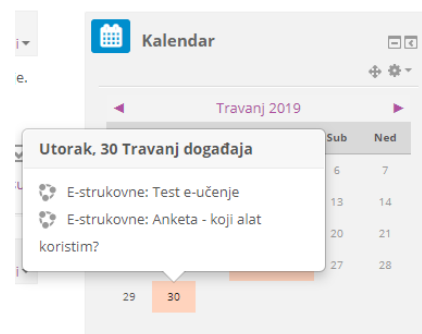 Kalendar
i
e.
Travanj 2019
Sub Ned
Utorak, 30 Travanj događaja
E-strukovne: Test e-učenje
E-strukovne: Anketa - koji alat
koristim?
6 7
13 14
su
20 21
27 28
i
29 30